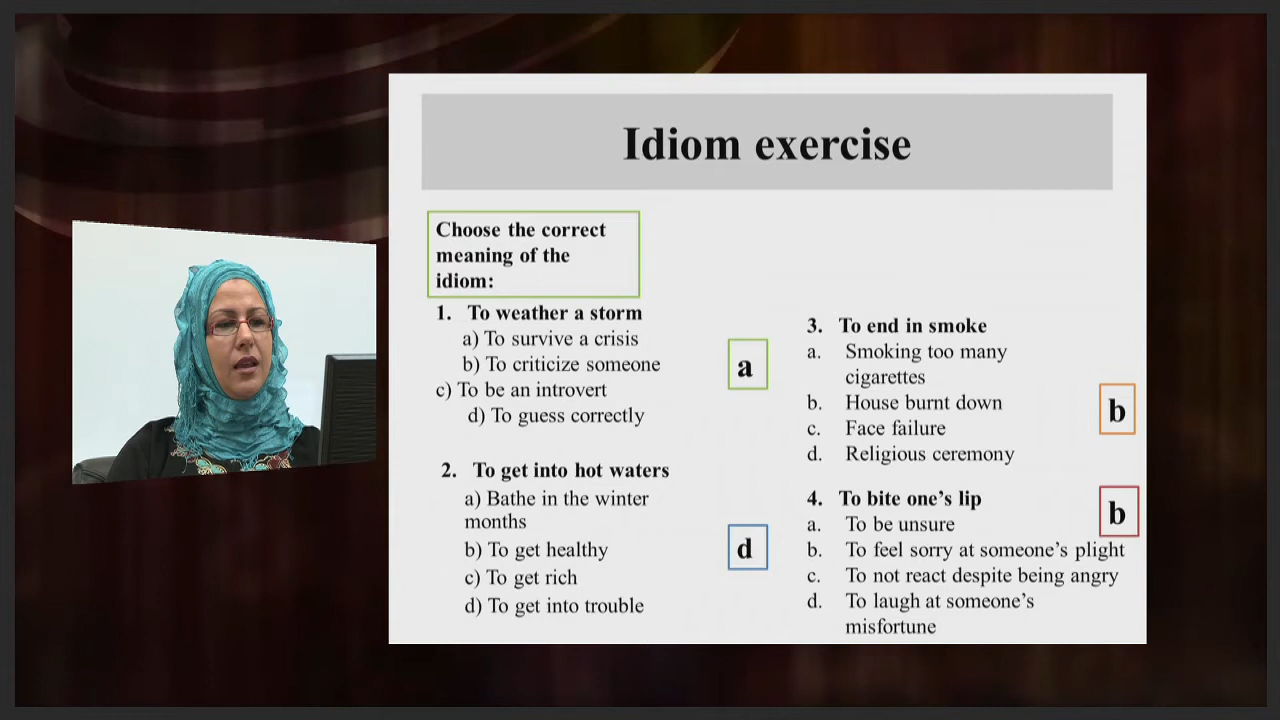 Idiom exercise
Choose the correct
meaning of the
idiom:
1. To weather a storm
a) To survive a crisis
b) To criticize someone
c) To be an introvert
d) To guess correctly
a
2. To get into hot waters
a) Bathe in the winter
months
b) To get healthy
c) To get rich
d) To get into trouble
d
3. To end in smoke
a. Smoking too many
cigarettes
b. House burnt down
c. Face failure
d. Religious ceremony
b
4. To bite one’s lip
a. To be unsure
b. To feel sorry at someone’s plight
c. To not react despite being angry
d. To laugh at someone’s
misfortune
b